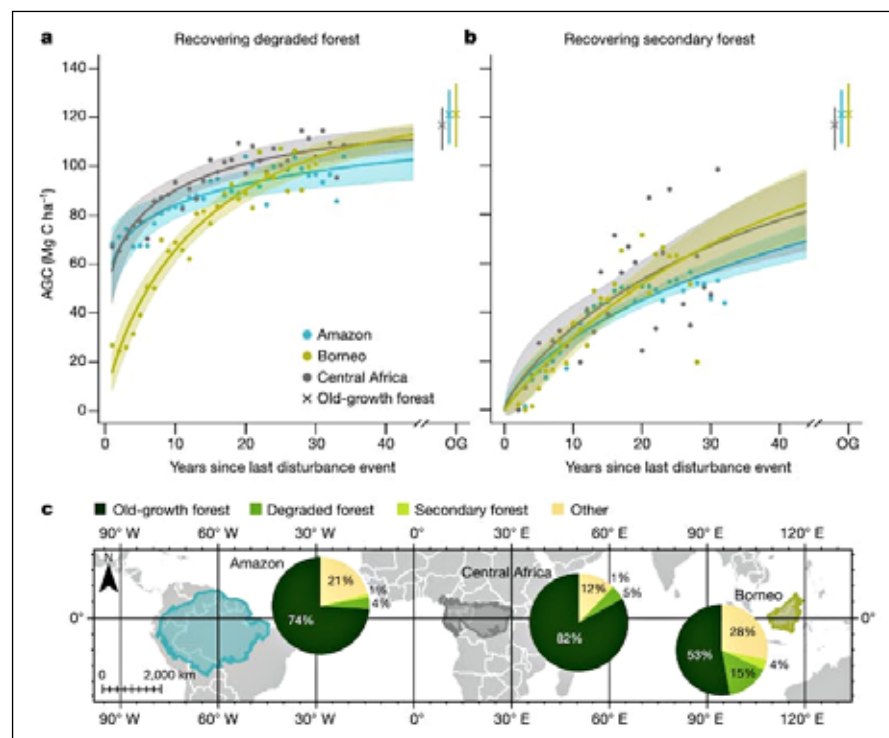 a Recovering degraded forest
b Recovering secondary forest
AGC (Mg C ha⁻¹)
140
120
100
80
60
40
20
0
Amazon
Borneo
Central Africa
Old-growth forest
0 10 20 30 40 OG
0 10 20 30 40 OG
Years since last disturbance event
Years since last disturbance event
c Old-growth forest Degraded forest Secondary forest Other
90° W 60° W 30° W 0° 30° E 60° E 90° E 120° E
N
Amazon
Central Africa
Borneo
21%
1%
4%
74%
12%
1%
5%
82%
28%
4%
15%
53%
0°
0°
0 2,000 km
90° W 60° W 30° W 0° 30° E 60° E 90° E 120° E